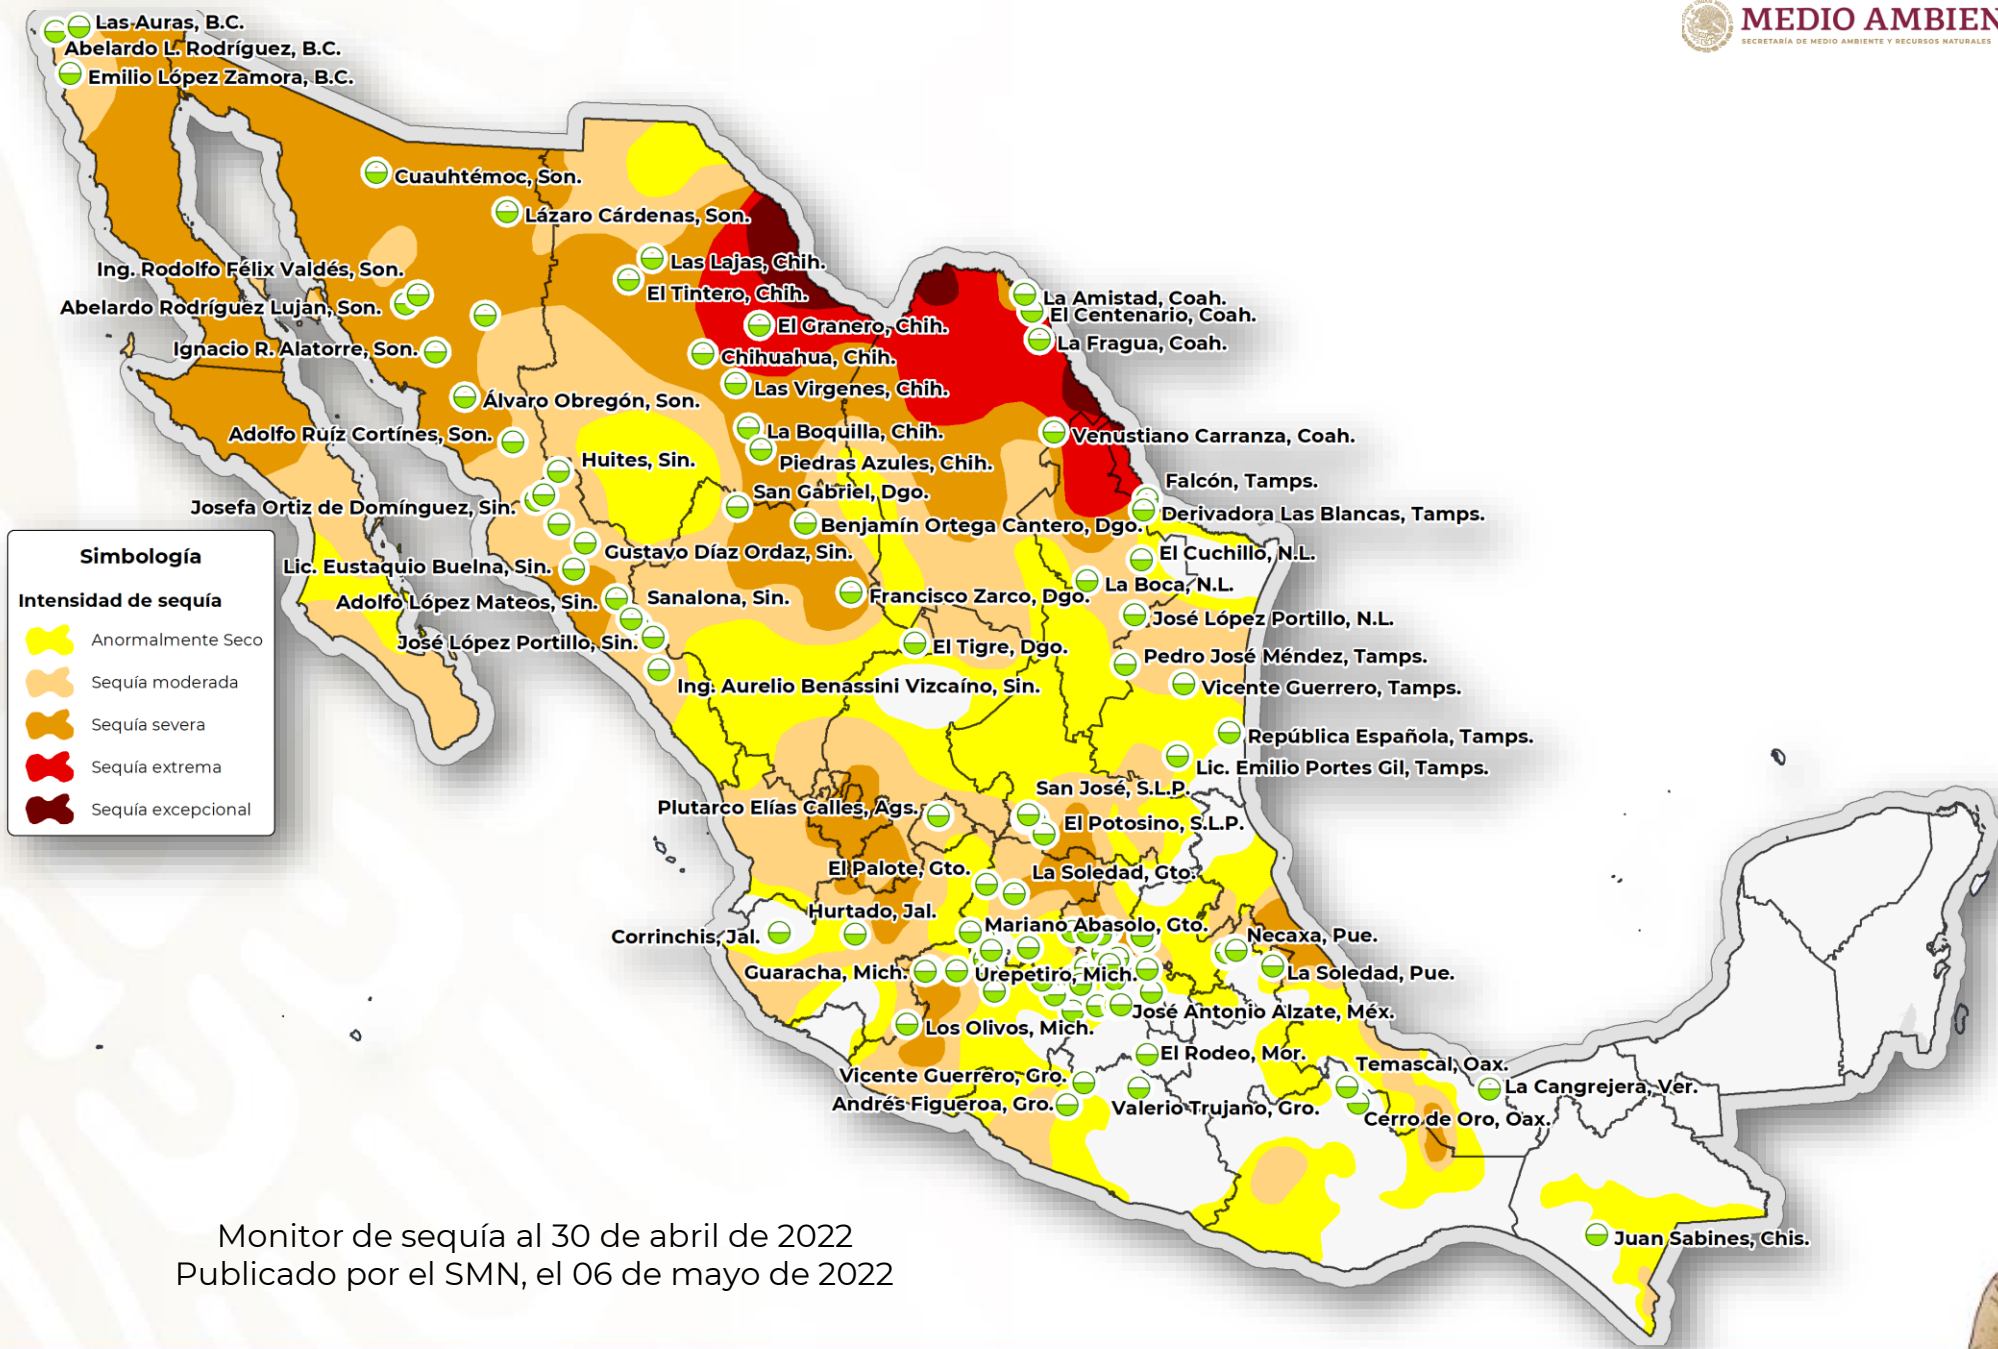 MEDIO AMBIEN
SECRETARÍA DE MEDIO AMBIENTE Y RECURSOS NATURALES
Las Auras, B.C.
Abelardo L. Rodríguez, B.C.
Emilio López Zamora, B.C.
Cuauhtémoc, Son.
Lázaro Cárdenas, Son.
Las Lajas, Chih.
Ing. Rodolfo Félix Valdés, Son.
El Tintero, Chih.
La Amistad, Coah.
Abelardo Rodríguez Lujan, Son.
El Centenario, Coah.
El Granero, Chih.
La Fragua, Coah.
Ignacio R. Alatorre, Son.
Chihuahua, Chih.
Las Virgenes, Chih.
Álvaro Obregón, Son.
Adolfo Ruíz Cortínes, Son.
La Boquilla, Chih.
Venustiano Carranza, Coah.
Huites, Sin.
Piedras Azules, Chih.
Falcón, Tamps.
San Gabriel, Dgo.
Josefa Ortiz de Domínguez, Sin.
Derivadora Las Blancas, Tamps.
Benjamín Ortega Cantero, Dgo.
Gustavo Díaz Ordaz, Sin.
El Cuchillo, N.L.
Lic. Eustaquio Buelna, Sin.
La Boca, N.L.
Adolfo López Mateos, Sin.
Sanalona, Sin.
Francisco Zarco, Dgo.
José López Portillo, N.L.
José López Portillo, Sin.
El Tigre, Dgo.
Pedro José Méndez, Tamps.
Ing. Aurelio Benassini Vizcaíno, Sin.
Vicente Guerrero, Tamps.
República Española, Tamps.
Lic. Emilio Portes Gil, Tamps.
San José, S.L.P.
Plutarco Elías Calles, Ags.
El Potosino, S.L.P.
El Palote, Gto.
La Soledad, Gto.
Hurtado, Jal.
Mariano Abasolo, Gto.
Corrinchis, Jal.
Necaxa, Pue.
Guaracha, Mich.
Urepetiro, Mich.
La Soledad, Pue.
José Antonio Alzate, Méx.
Los Olivos, Mich.
El Rodeo, Mor.
Temascal, Oax.
Vicente Guerrero, Gro.
La Cangrejera, Ver.
Andrés Figueroa, Gro.
Valerio Trujano, Gro.
Cerro de Oro, Oax.
Juan Sabines, Chis.
Simbología
Intensidad de sequía
Anormalmente Seco
Sequía moderada
Sequía severa
Sequía extrema
Sequía excepcional
Monitor de sequía al 30 de abril de 2022
Publicado por el SMN, el 06 de mayo de 2022